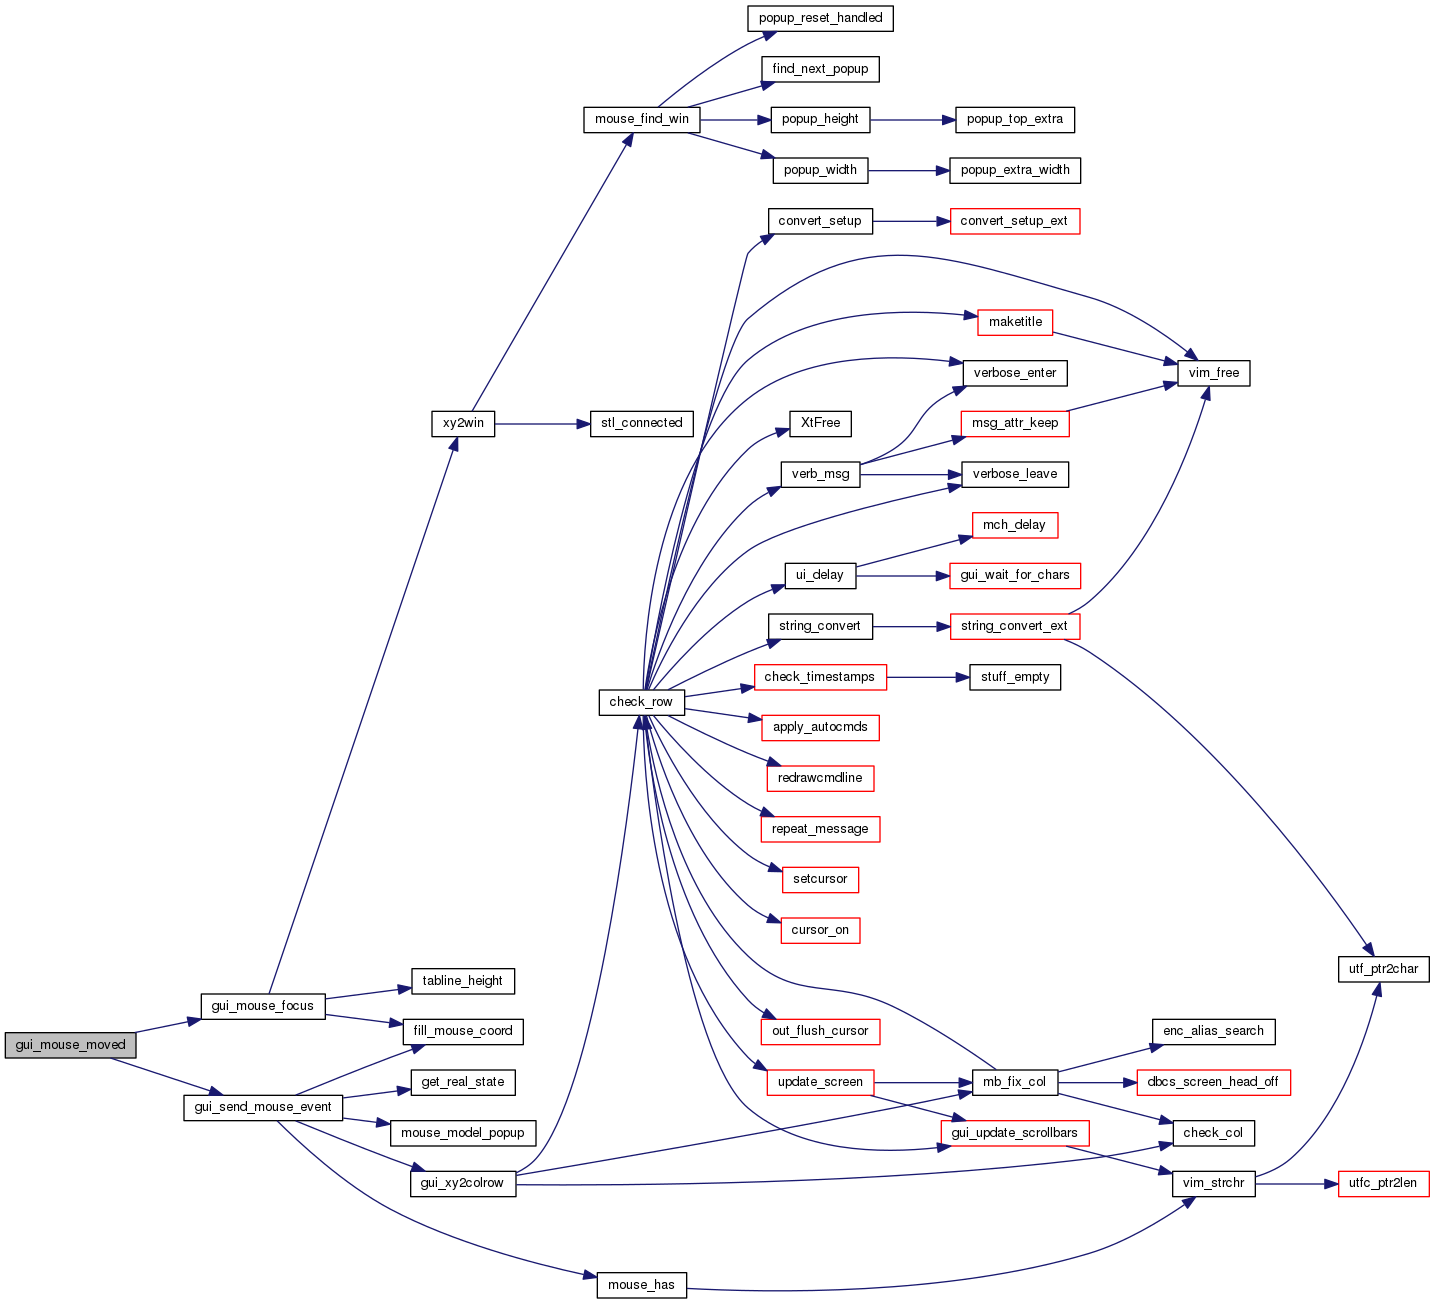 popup_reset_handled
find_next_popup
mouse_find_win
popup_height
popup_top_extra
popup_width
popup_extra_width
convert_setup
convert_setup_ext
maketitle
verbose_enter
vim_free
xy2win
stl_connected
XtFree
msg_attr_keep
verb_msg
verbose_leave
mch_delay
ui_delay
gui_wait_for_chars
string_convert
string_convert_ext
check_timestamps
stuff_empty
check_row
apply_autocmds
redrawcmdline
repeat_message
setcursor
cursor_on
utf_ptr2char
tabline_height
gui_mouse_focus
fill_mouse_coord
out_flush_cursor
enc_alias_search
gui_mouse_moved
get_real_state
update_screen
mb_fix_col
dbcs_screen_head_off
gui_send_mouse_event
mouse_model_popup
gui_update_scrollbars
check_col
gui_xy2colrow
vim_strchr
utfc_ptr2len
mouse_has